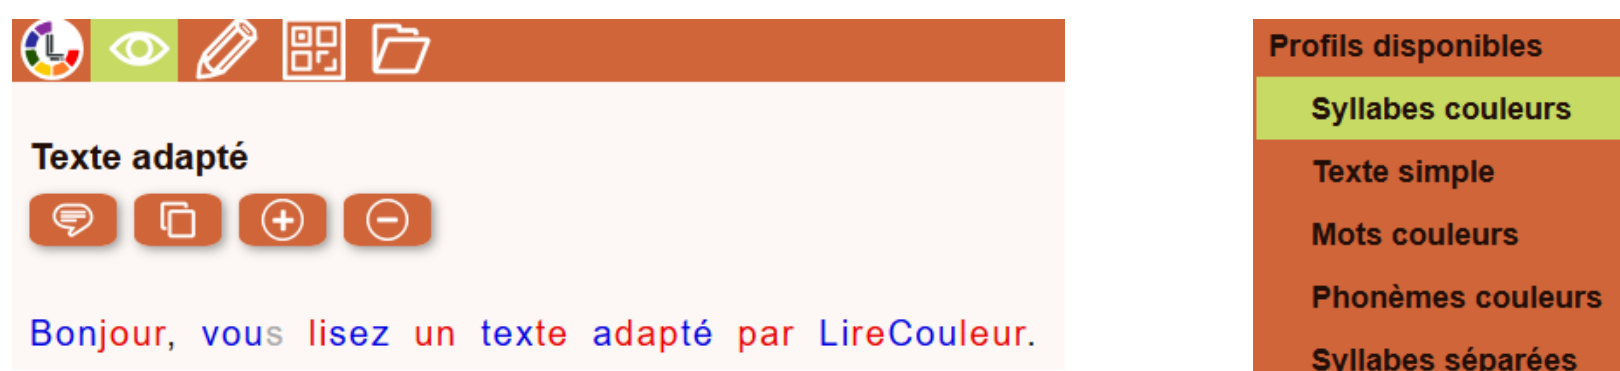 Texte adapté
Bonjour, vous lisez un texte adapté par LireCouleur.
Profils disponibles
Syllabes couleurs
Texte simple
Mots couleurs
Phonèmes couleurs
Syllabes séparées